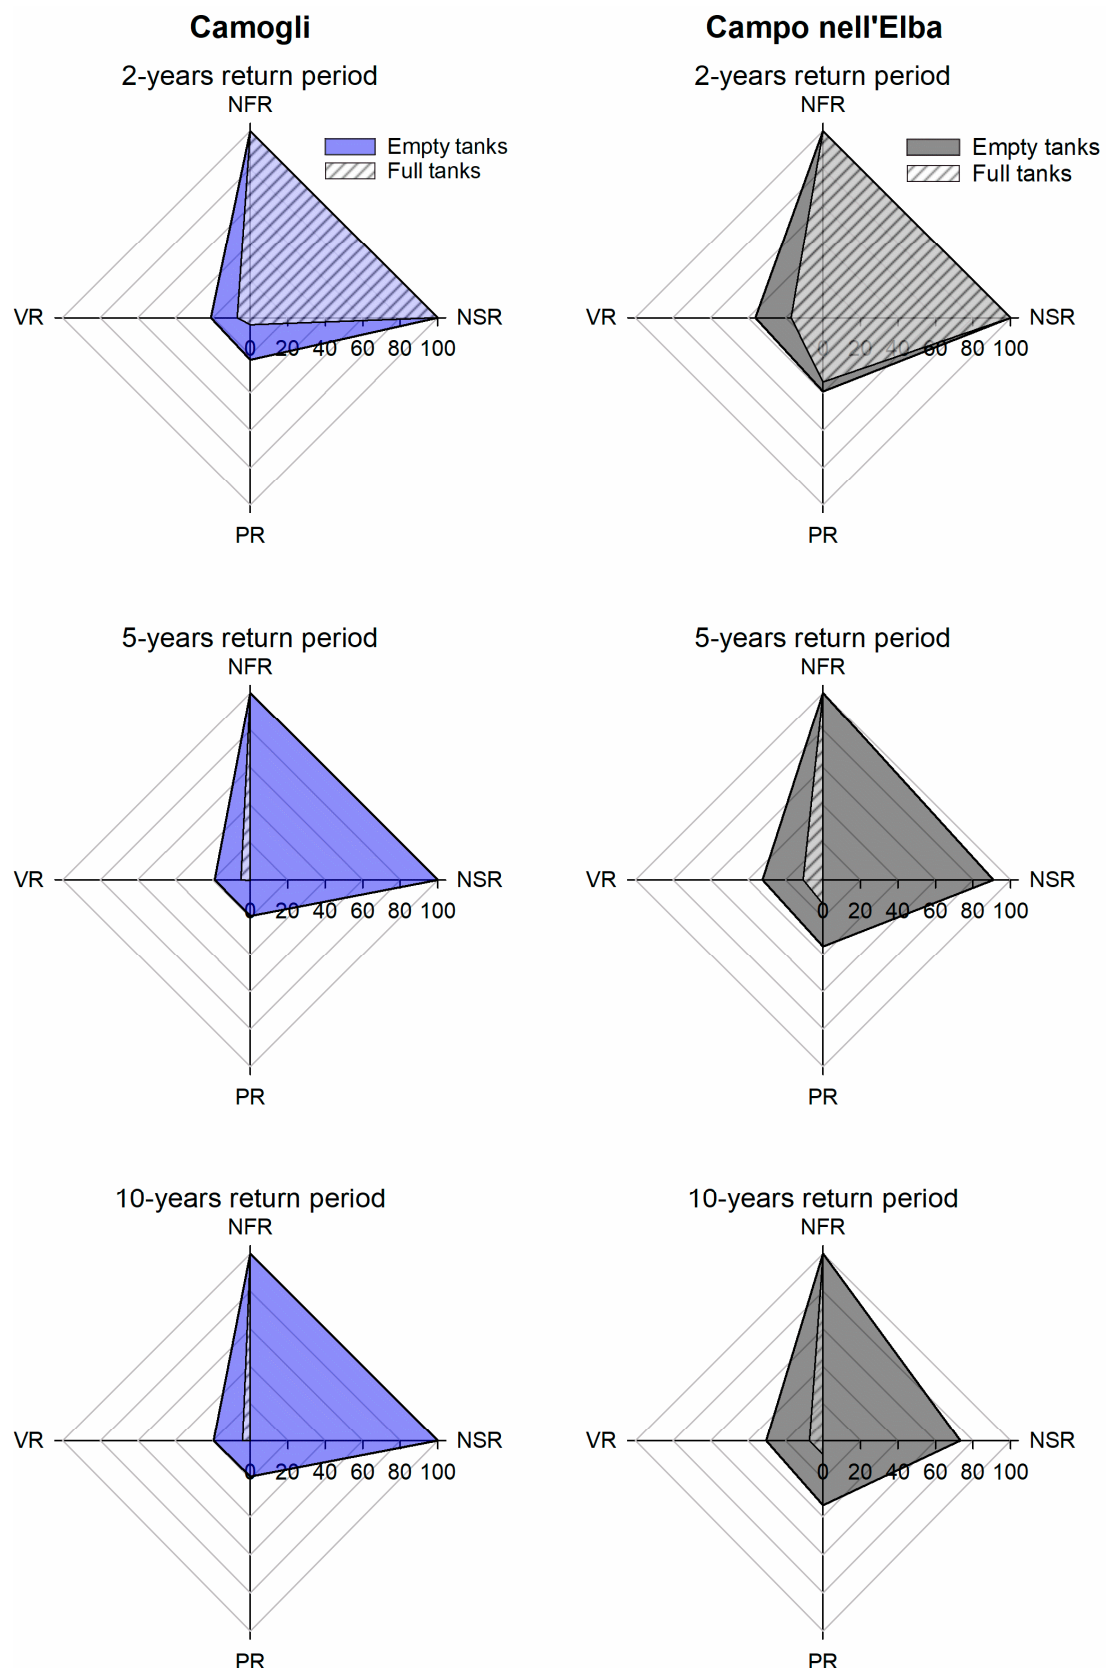 Camogli
Campo nell'Elba
2-years return period
NFR
Empty tanks
Full tanks
VR
NSR
0 20 40 60 80 100
PR
2-years return period
NFR
Empty tanks
Full tanks
VR
NSR
0 20 40 60 80 100
PR
5-years return period
NFR
VR
NSR
0 20 40 60 80 100
PR
5-years return period
NFR
VR
NSR
0 20 40 60 80 100
PR
10-years return period
NFR
VR
NSR
0 20 40 60 80 100
PR
10-years return period
NFR
VR
NSR
0 20 40 60 80 100
PR